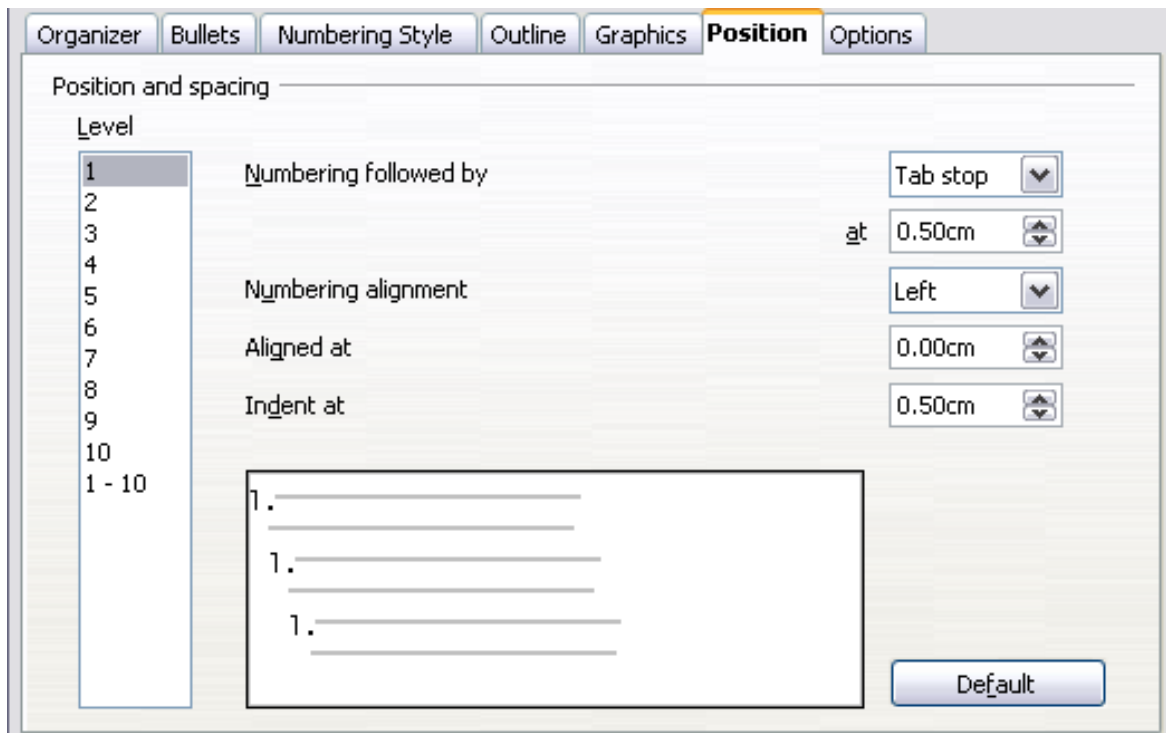 Organizer Bullets Numbering Style Outline Graphics Position Options
Position and spacing
Level
1
2
3
4
5
6
7
8
9
10
1 - 10
Numbering followed by Tab stop
at 0.50cm
Numbering alignment Left
Aligned at 0.00cm
Indent at 0.50cm
1.
1.
1.
Default